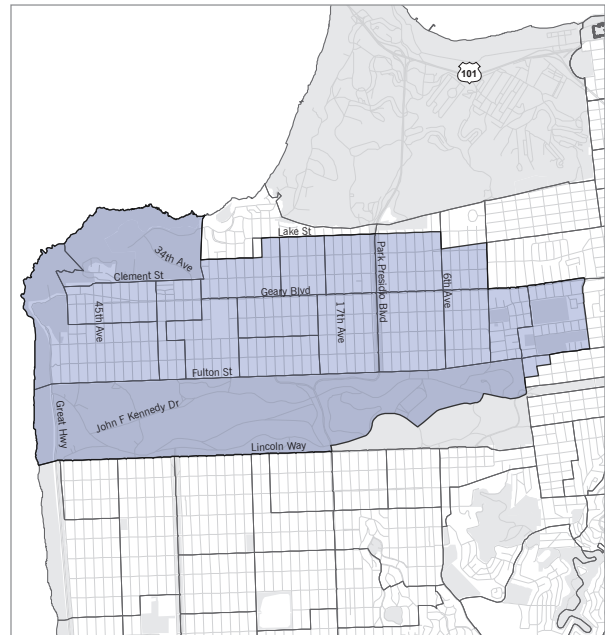 101
Lake St
34th Ave
Park Presidio Blvd
Clement St
6th Ave
Geary Blvd
45th Ave
17th Ave
Fulton St
Great Hwy
John F Kennedy Dr
Lincoln Way